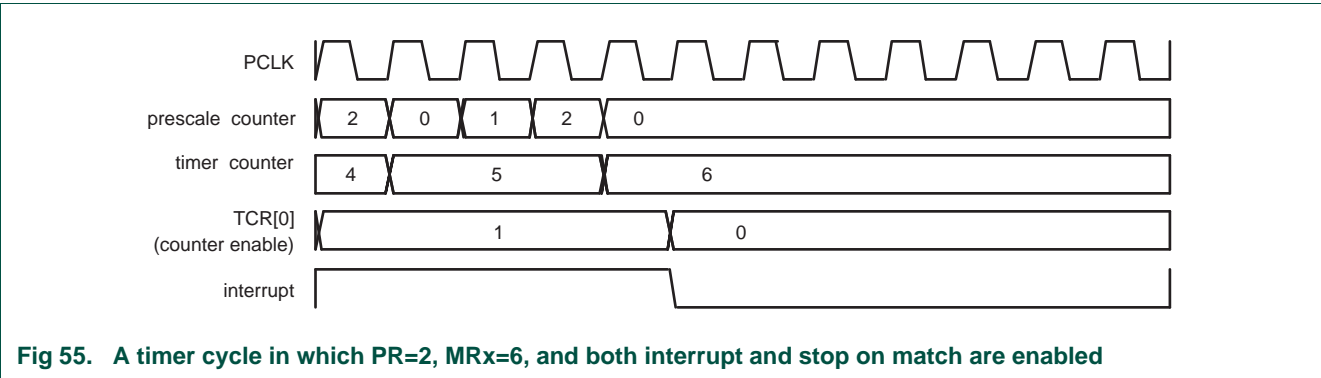 PCLK
prescale counter 2 0 1 2 0
timer counter 4 5 6
TCR[0]
(counter enable) 1 0
interrupt
Fig 55. A timer cycle in which PR=2, MRx=6, and both interrupt and stop on match are enabled